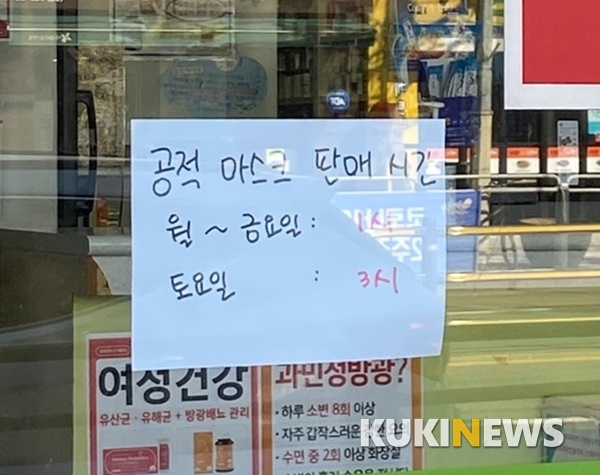 공적 마스크 판매 시간
월 ~ 금요일 : 1시
토요일 : 3시
여성건강
유산균 · 유해균 + 방광배뇨 관리
과민성방광?
• 하루 소변 8회 이상
• 자주 갑작스러운
• 수면 중 2회 이상 화장실
KUKINEWS